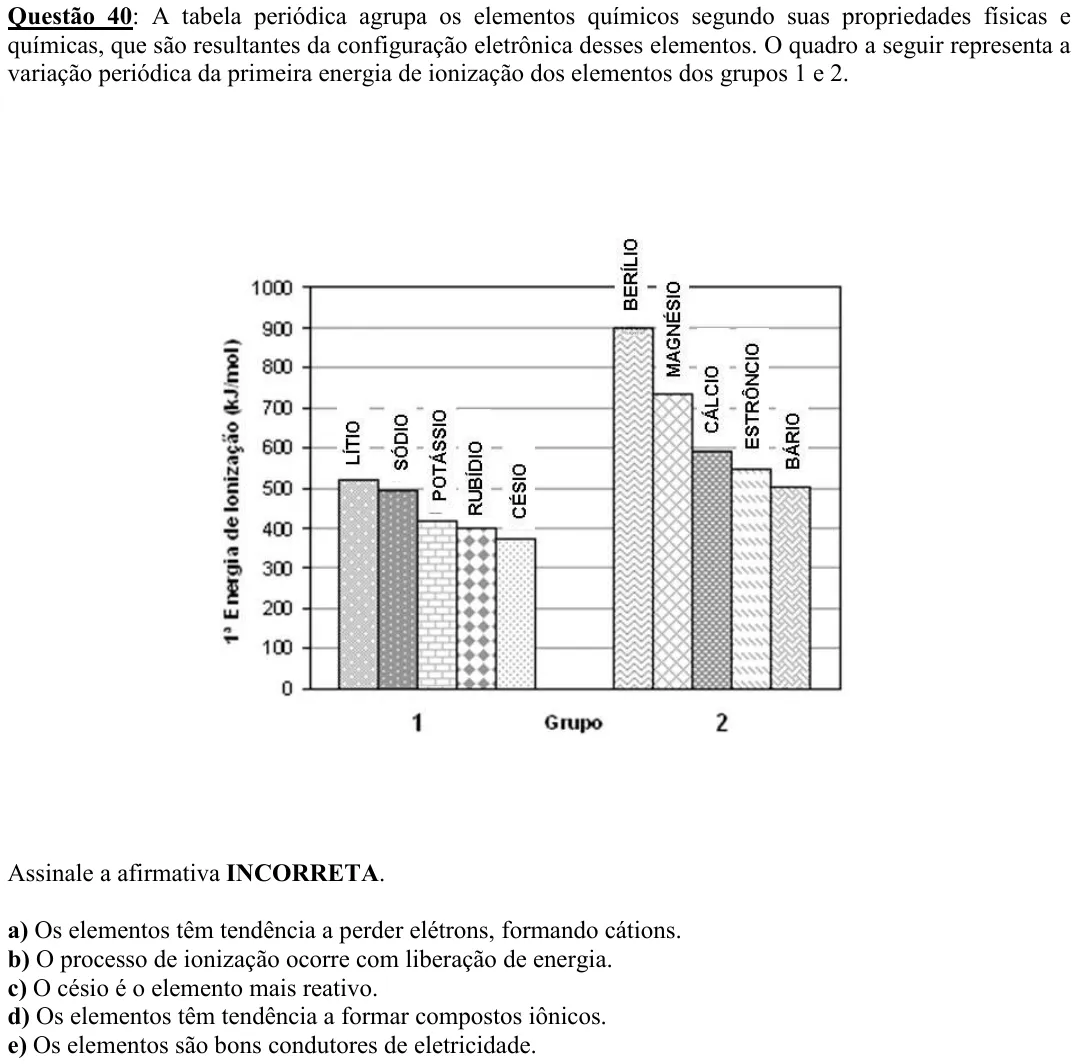 Questão 40: A tabela periódica agrupa os elementos químicos segundo suas propriedades físicas e
químicas, que são resultantes da configuração eletrônica desses elementos. O quadro a seguir representa a
variação periódica da primeira energia de ionização dos elementos dos grupos 1 e 2.
1ª Energia de Ionização (kJ/mol)
1000
900
800
700
600
500
400
300
200
100
0
LÍTIO
SÓDIO
POTÁSSIO
RUBÍDIO
CÉSIO
BERÍLIO
MAGNÉSIO
CÁLCIO
ESTRÔNCIO
BÁRIO
1 Grupo 2
Assinale a afirmativa INCORRETA.
a) Os elementos têm tendência a perder elétrons, formando cátions.
b) O processo de ionização ocorre com liberação de energia.
c) O césio é o elemento mais reativo.
d) Os elementos têm tendência a formar compostos iônicos.
e) Os elementos são bons condutores de eletricidade.